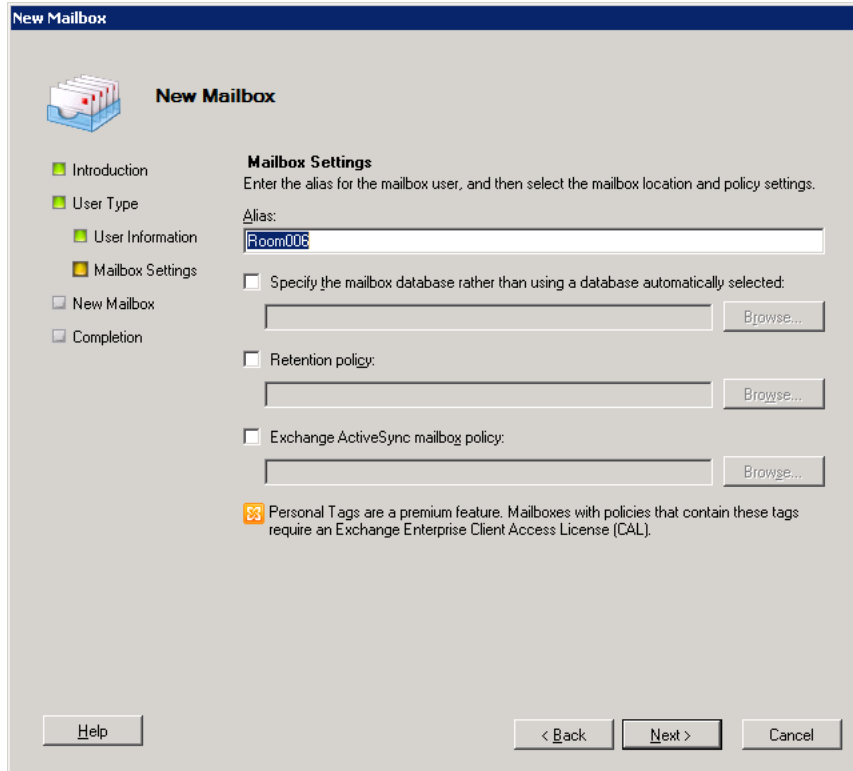 New Mailbox
New Mailbox
Introduction
User Type
User Information
Mailbox Settings
New Mailbox
Completion
Mailbox Settings
Enter the alias for the mailbox user, and then select the mailbox location and policy settings.
Alias:
Room006
Specify the mailbox database rather than using a database automatically selected:
Browse...
Retention policy:
Browse...
Exchange ActiveSync mailbox policy:
Browse...
Personal Tags are a premium feature. Mailboxes with policies that contain these tags
require an Exchange Enterprise Client Access License (CAL).
Help
< Back
Next >
Cancel